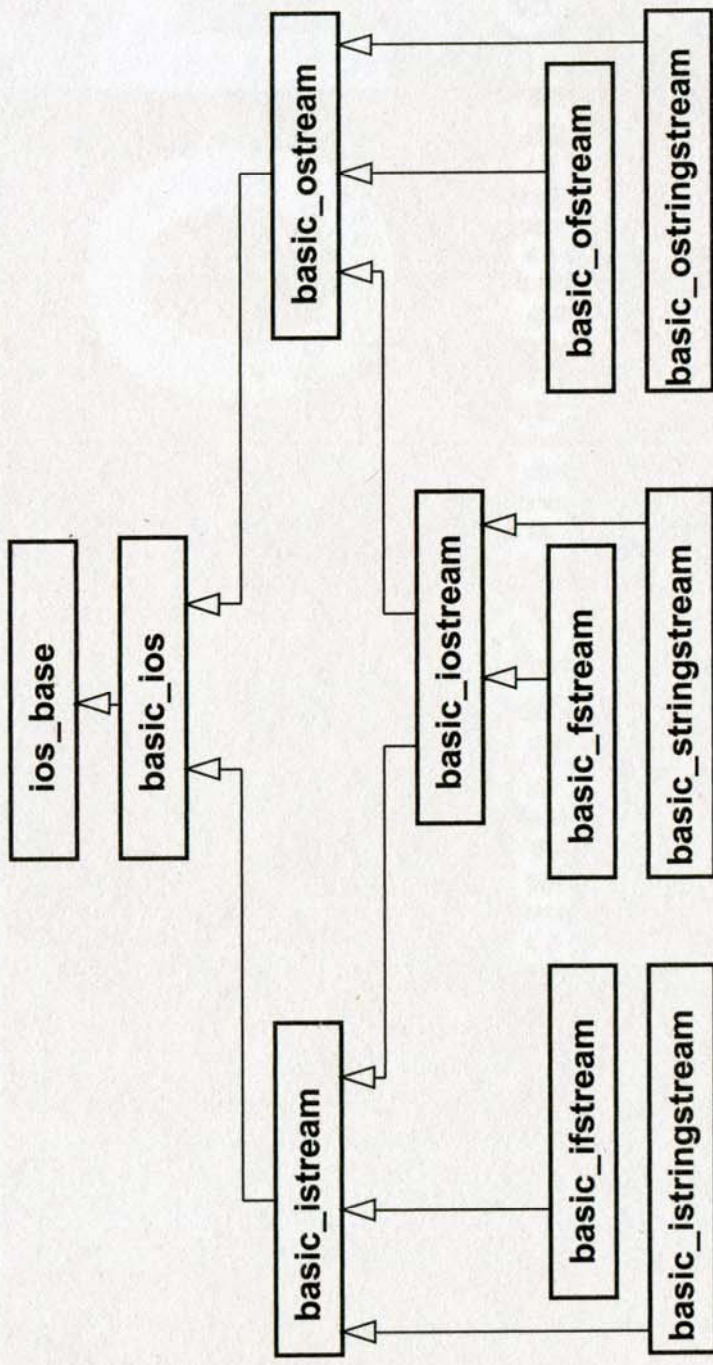 ios_base
basic_ios
basic_istream
basic_ostream
basic_iostream
basic_ifstream
basic_fstream
basic_ofstream
basic_istringstream
basic_stringstream
basic_ostringstream